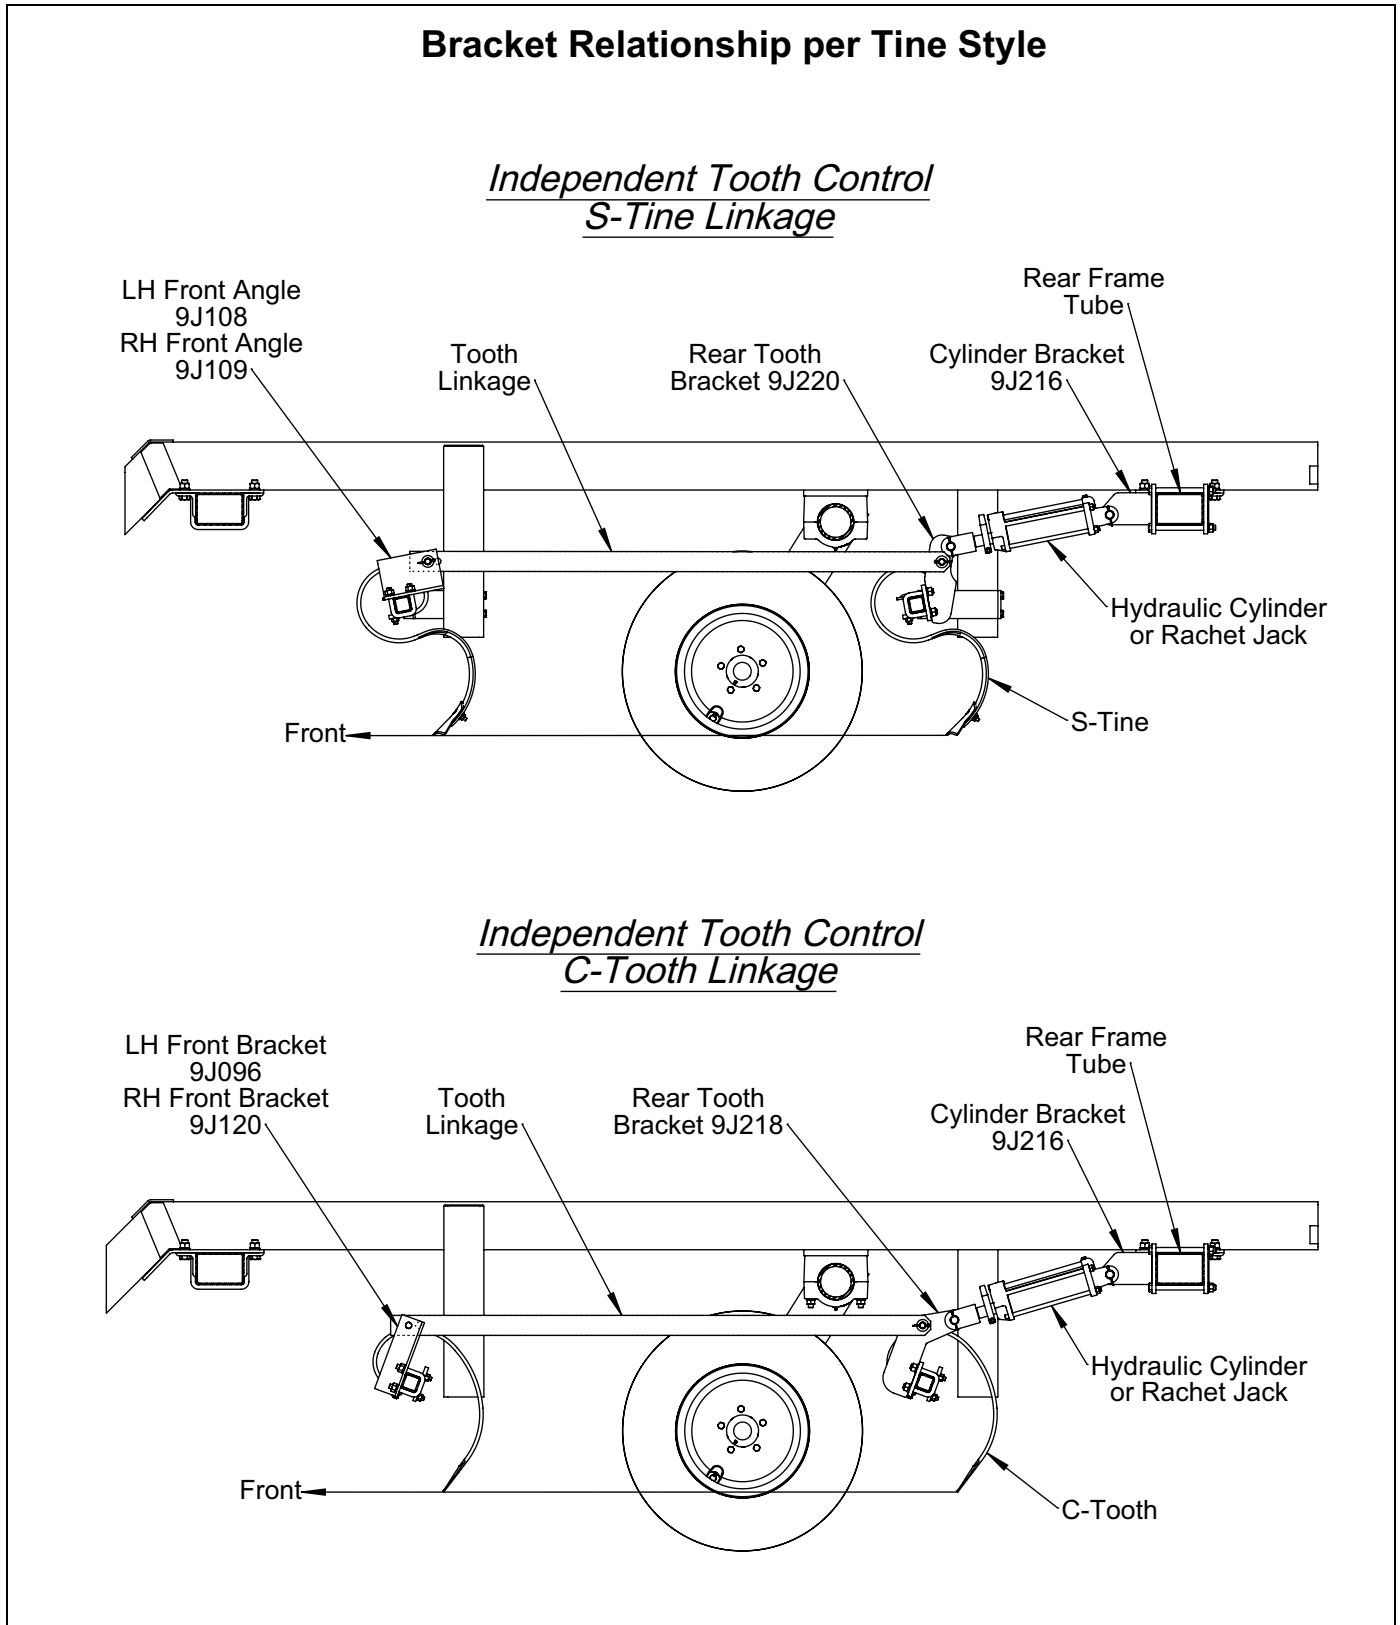 Bracket Relationship per Tine Style
Independent Tooth Control
S-Tine Linkage
LH Front Angle
9J108
RH Front Angle
9J109
Tooth
Linkage
Rear Tooth
Bracket 9J220
Cylinder Bracket
9J216
Rear Frame
Tube
Hydraulic Cylinder
or Rachet Jack
S-Tine
Front
Independent Tooth Control
C-Tooth Linkage
LH Front Bracket
9J096
RH Front Bracket
9J120
Tooth
Linkage
Rear Tooth
Bracket 9J218
Cylinder Bracket
9J216
Rear Frame
Tube
Hydraulic Cylinder
or Rachet Jack
C-Tooth
Front